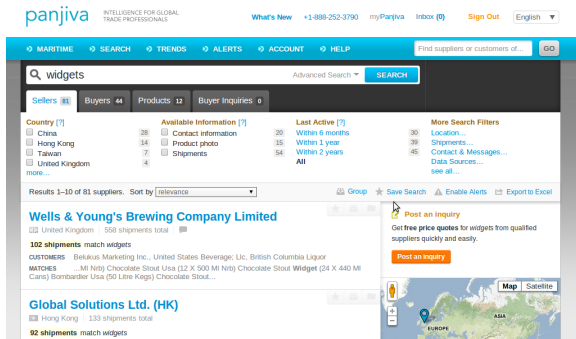 panjiva INTELLIGENCE FOR GLOBAL TRADE PROFESSIONALS
What's New +1-888-252-3790 myPanjiva Inbox (0) Sign Out English ▼
MARITIME SEARCH TRENDS ALERTS ACCOUNT HELP Find suppliers or customers of... GO
widgets Advanced Search SEARCH
Sellers 81 Buyers 44 Products 12 Buyer Inquiries 0
Country [?] Available Information [?] Last Active [?] More Search Filters
China 28 Contact information 20 Within 6 months 30 Location...
Hong Kong 14 Product photo 15 Within 1 year 39 Shipments...
Taiwan 7 Shipments 54 Within 2 years 45 Contact & Messages...
United Kingdom 4 All Data Sources...
more... see all...
Results 1–10 of 81 suppliers. Sort by relevance Group Save Search Enable Alerts Export to Excel
Wells & Young's Brewing Company Limited
United Kingdom 558 shipments total
102 shipments match widgets
CUSTOMERS Belukus Marketing Inc., United States Beverage; Llc, British Columbia Liquor
MATCHES ...Ml Nrb) Chocolate Stout Usa (12 X 500 Ml Nrb) Chocolate Stout Widget (24 X 440 Ml
Cans) Bombardier Usa (50 Litre Kegs) Chocolate Stout...
Global Solutions Ltd. (HK)
Hong Kong 133 shipments total
92 shipments match widgets
Post an inquiry
Get free price quotes for widgets from qualified
suppliers quickly and easily.
Post an inquiry
Map Satellite
ASIA
EUROPE